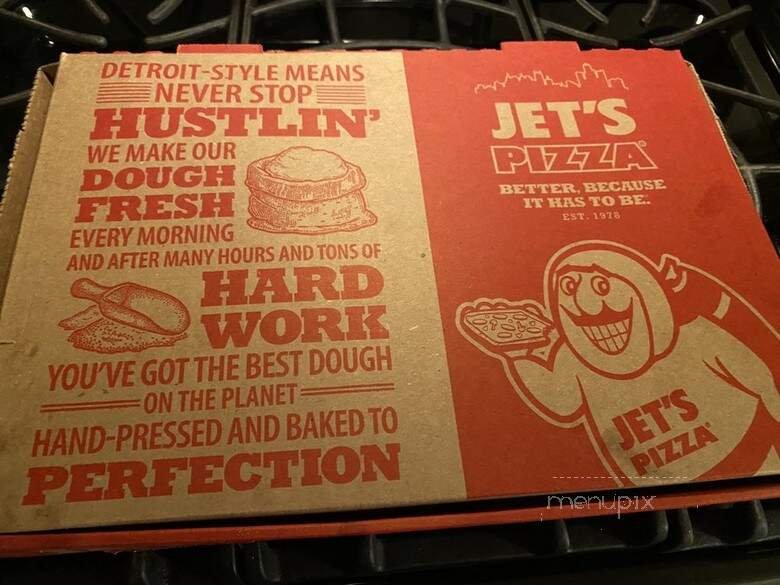 DETROIT-STYLE MEANS
NEVER STOP
HUSTLIN'
WE MAKE OUR
DOUGH
FRESH
EVERY MORNING
AND AFTER MANY HOURS AND TONS OF
HARD
WORK
YOU'VE GOT THE BEST DOUGH
ON THE PLANET
HAND-PRESSED AND BAKED TO
PERFECTION
JET'S
PIZZA®
BETTER, BECAUSE
IT HAS TO BE.
EST. 1978
JET'S
PIZZA
menupix